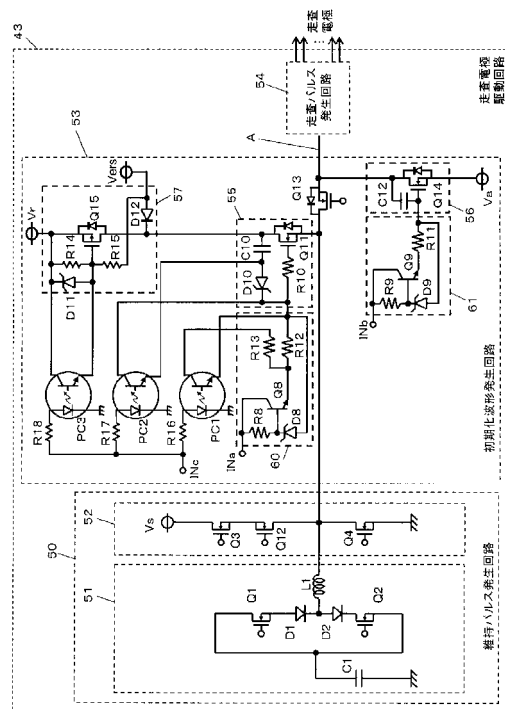 43
走査電極駆動回路
走査電極
54
走査パルス発生回路
A
53
初期化波形発生回路
Vr
Vers
Q15
D12
57
R14
R15
D11
55
C10
D10
Q11
R10
Q13
C12
Q14
56
Va
R11
Q9
R9
D9
INb
61
PC3
PC2
PC1
R18
R17
R16
INc
R13
R12
Q8
R8
D8
INa
60
50
維持パルス発生回路
52
Vs
Q3
Q12
Q4
51
L1
Q1
D1
D2
Q2
C1